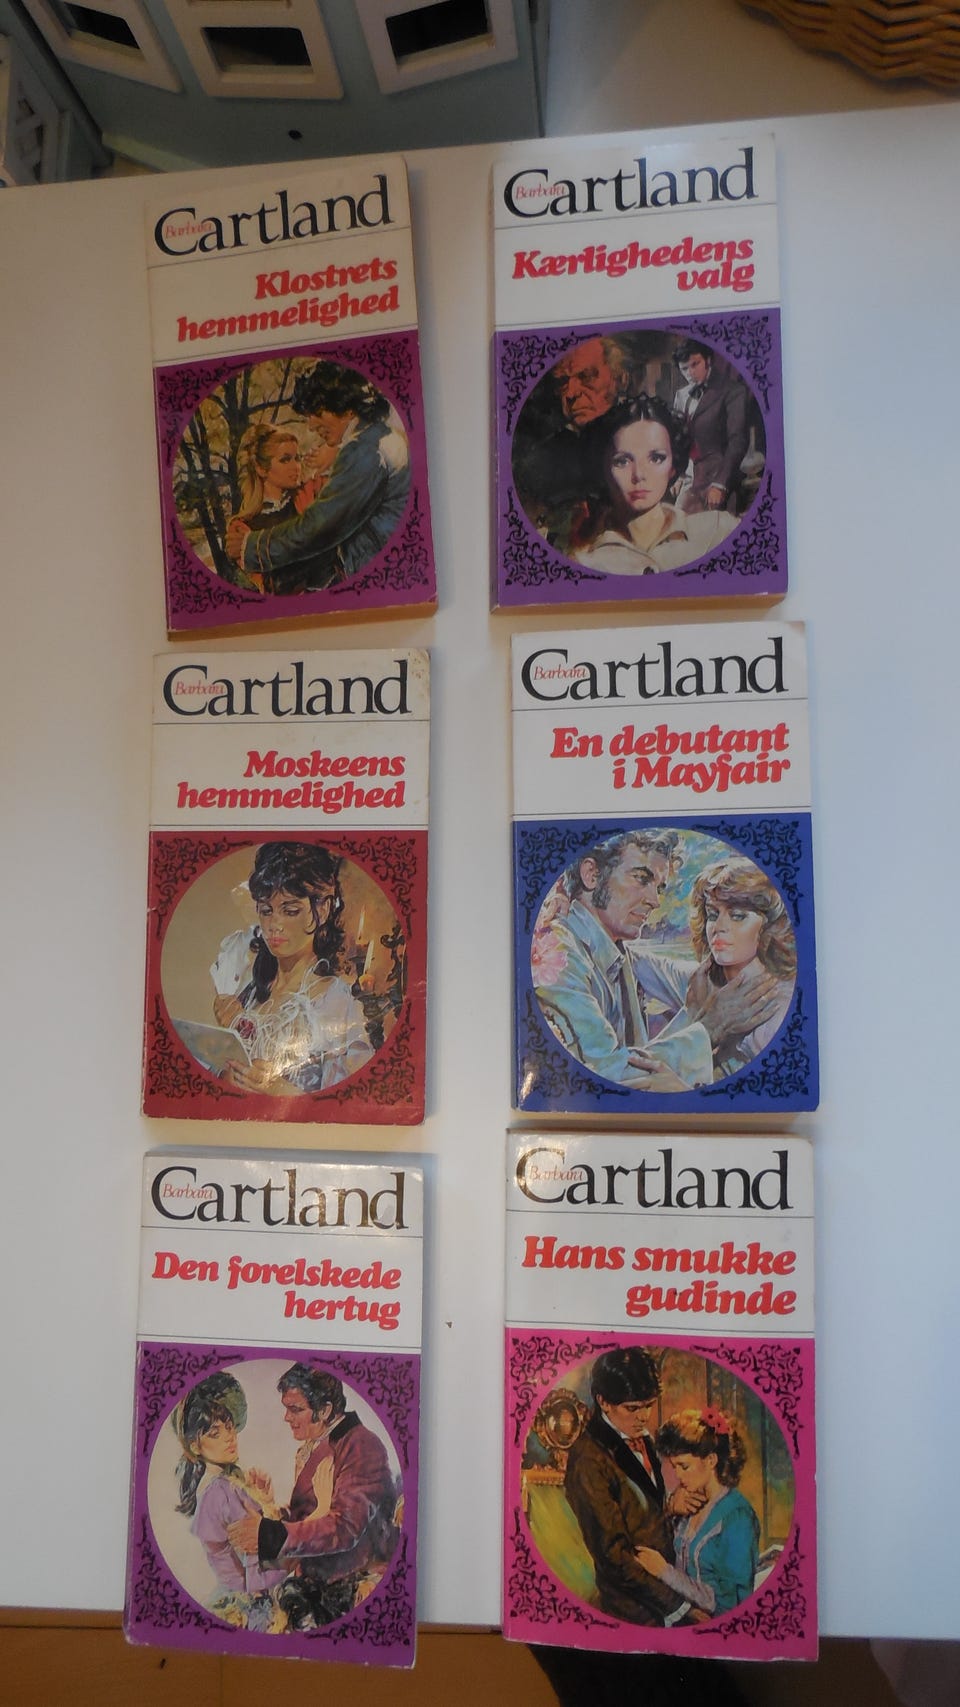 Barbara Cartland
Klostrets
hemmelighed
Barbara Cartland
Kærlighedens
valg
Barbara Cartland
Moskeens
hemmelighed
Barbara Cartland
En debutant
i Mayfair
Barbara Cartland
Den forelskede
hertug
Barbara Cartland
Hans smukke
gudinde